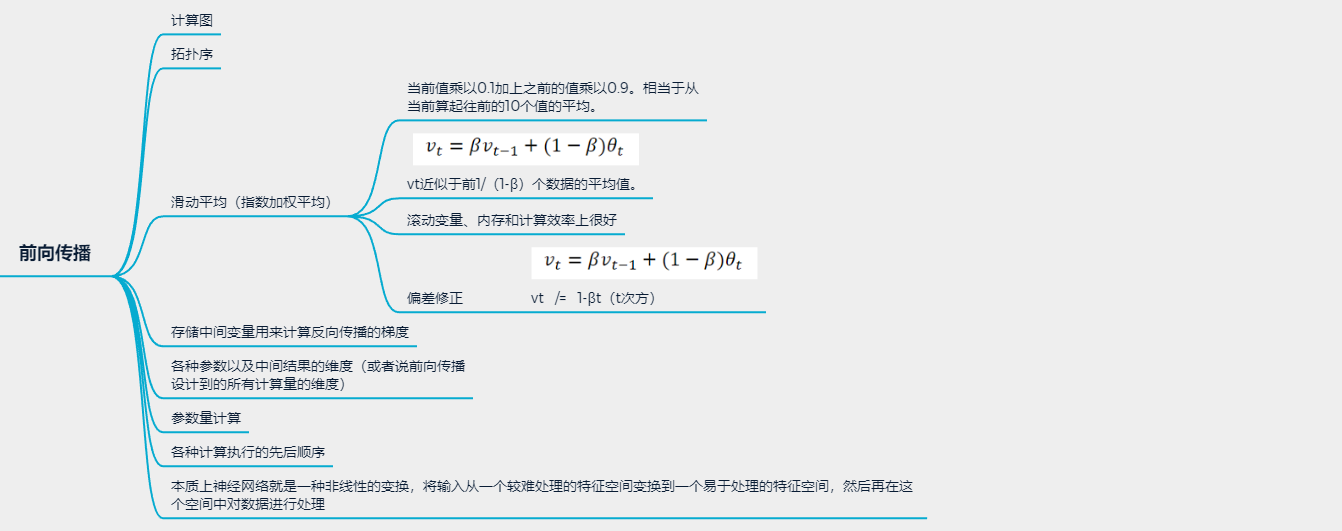 计算图
拓扑序
当前值乘以0.1加上之前的值乘以0.9。相当于从
当前算起往前的10个值的平均。
v_t = βv_{t−1} + (1 − β)θ_t
vt近似于前1/（1-β）个数据的平均值。
滑动平均（指数加权平均）
滚动变量、内存和计算效率上很好
前向传播
v_t = βv_{t−1} + (1 − β)θ_t
偏差修正 vt /= 1-βt（t次方）
存储中间变量用来计算反向传播的梯度
各种参数以及中间结果的维度（或者说前向传播
设计到的所有计算量的维度）
参数量计算
各种计算执行的先后顺序
本质上神经网络就是一种非线性的变换，将输入从一个较难处理的特征空间变换到一个易于处理的特征空间，然后再在这
个空间中对数据进行处理